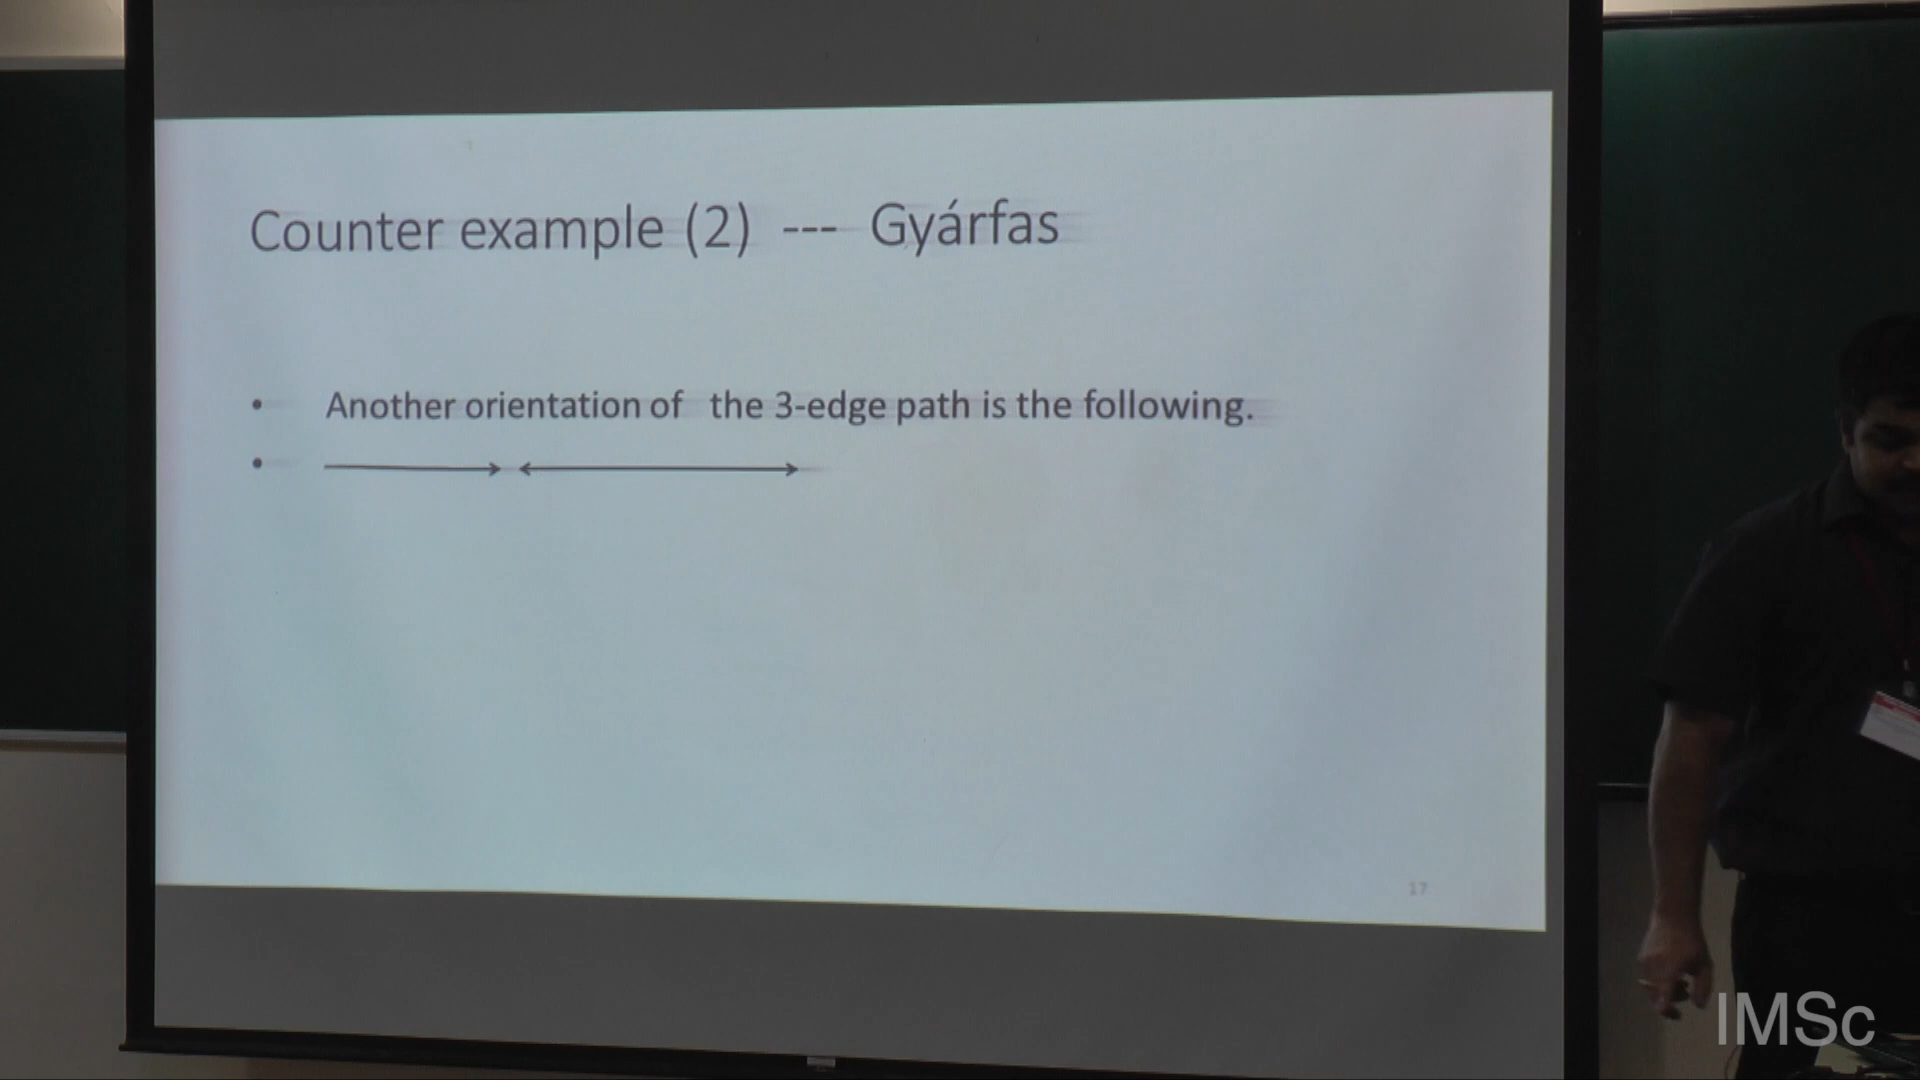 Counter example (2) --- Gyárfas
• Another orientation of the 3-edge path is the following.
•
17
IMSc